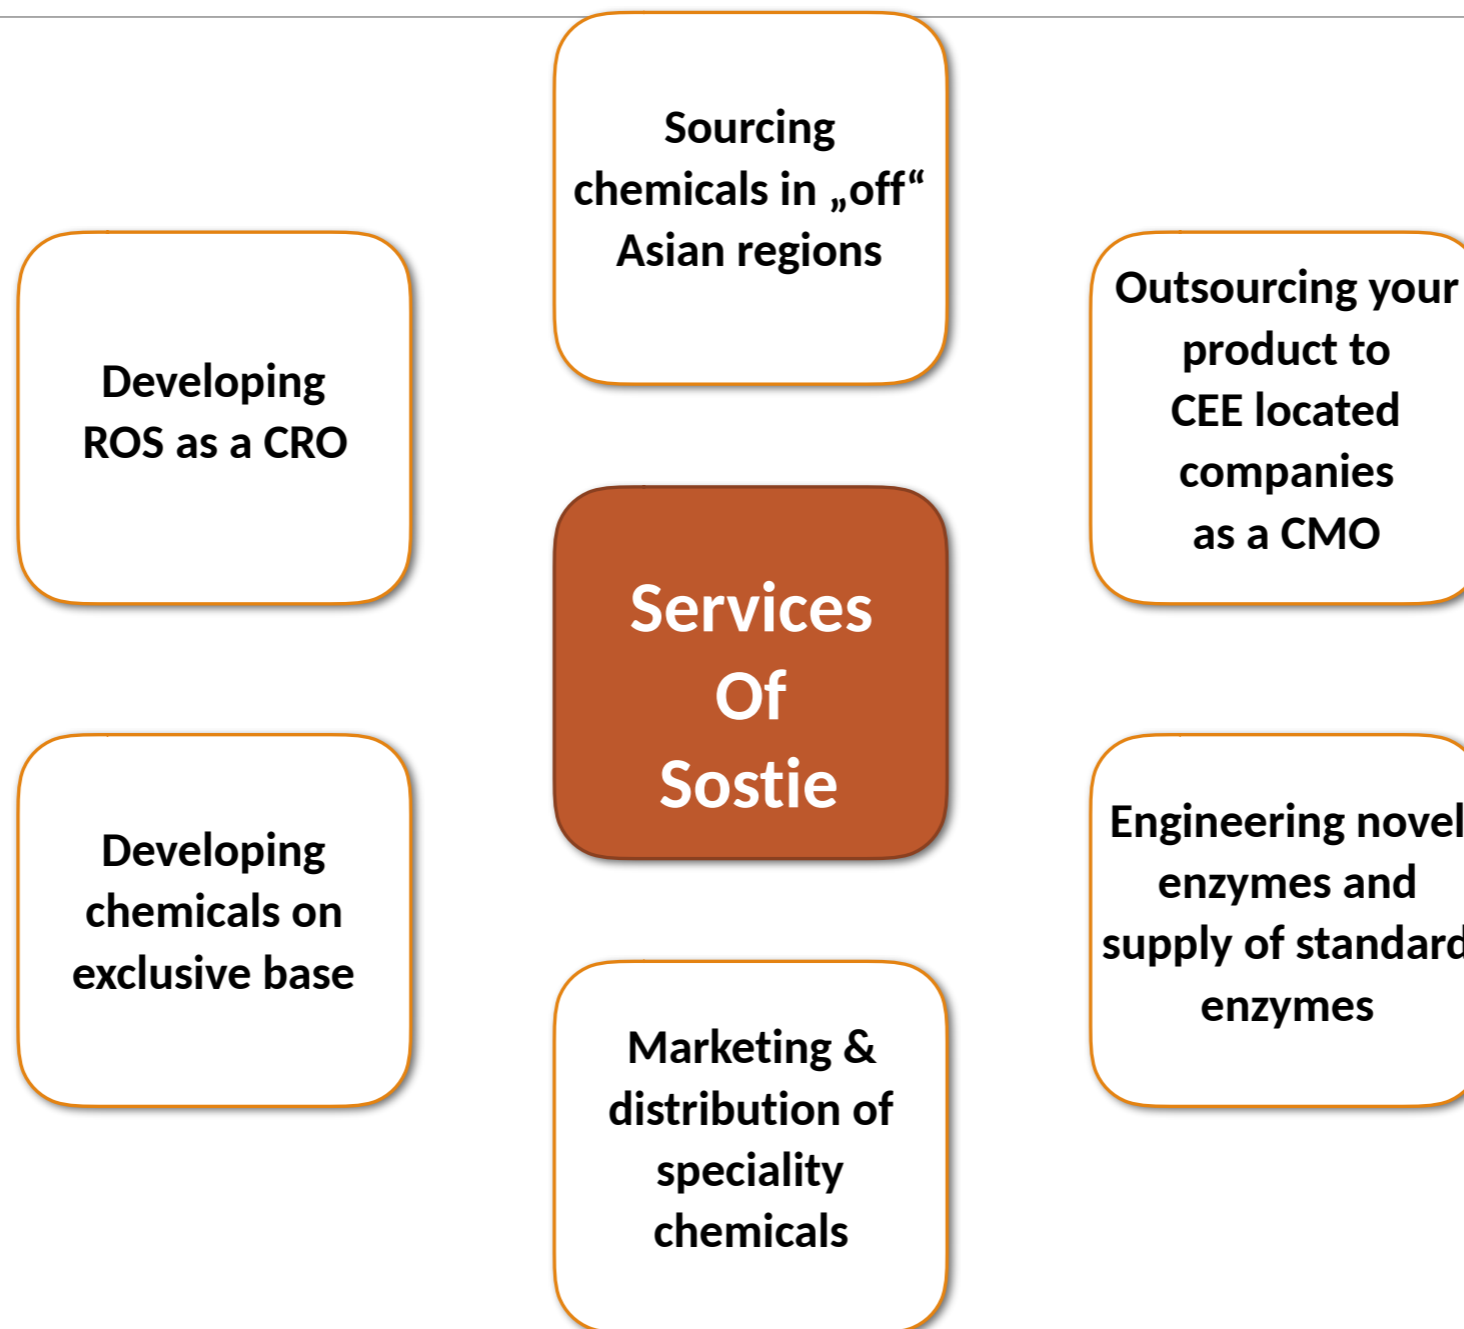 Sourcing
chemicals in „off“
Asian regions
Developing
ROS as a CRO
Outsourcing your
product to
CEE located
companies
as a CMO
Services
Of
Sostie
Developing
chemicals on
exclusive base
Engineering novel
enzymes and
supply of standard
enzymes
Marketing &
distribution of
speciality
chemicals